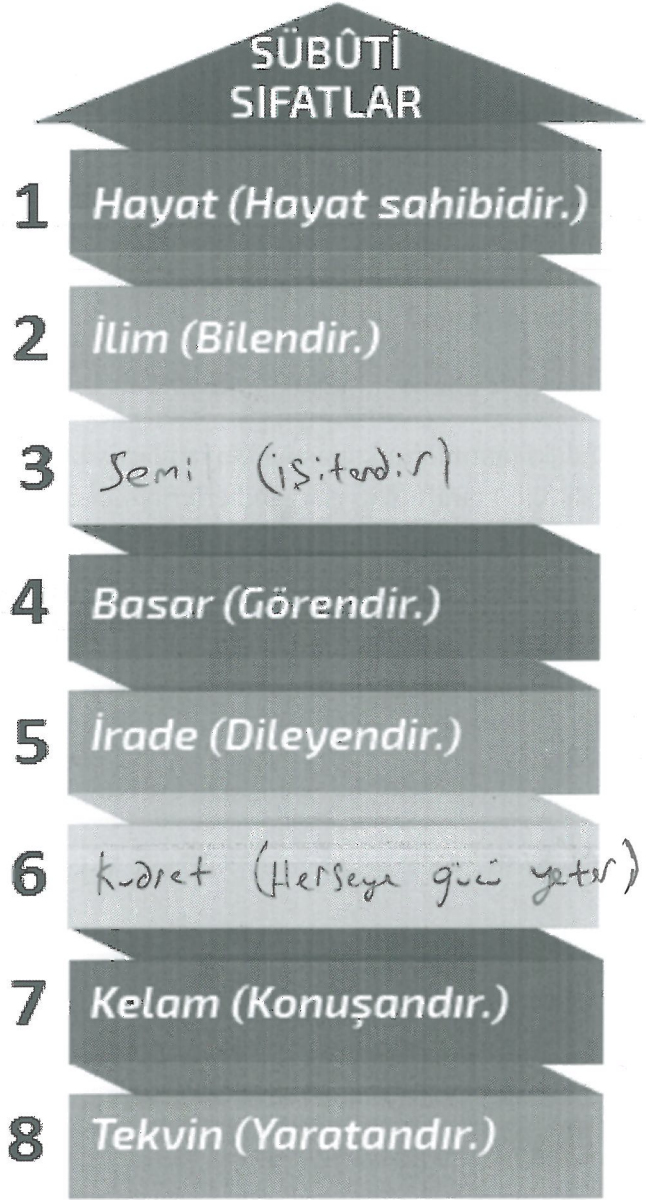 SÜBÛTİ
SIFATLAR
1 Hayat (Hayat sahibidir.)
2 İlim (Bilendir.)
3 Semi (işitendir)
4 Basar (Görendir.)
5 İrade (Dileyendir.)
6 Kudret (Herseye gücü yeter)
7 Kelam (Konuşandır.)
8 Tekvin (Yaratandır.)